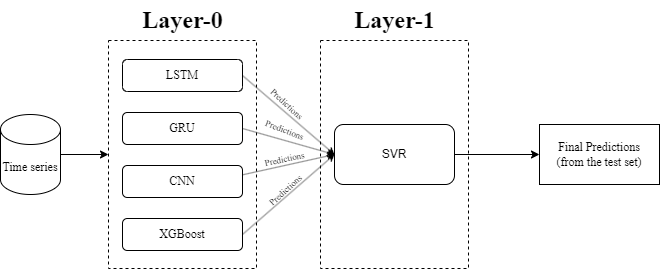 Layer-0
Layer-1
LSTM
GRU
CNN
XGBoost
Time series
Predictions
Predictions
Predictions
Predictions
SVR
Final Predictions
(from the test set)